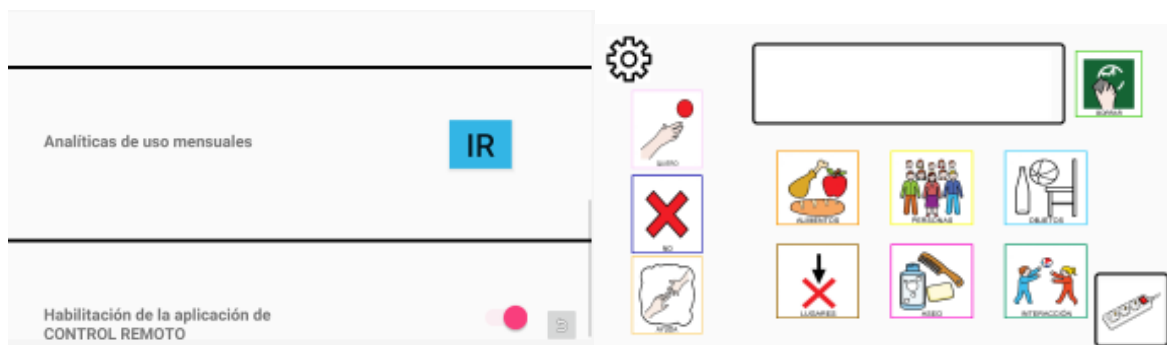 Analíticas de uso mensuales
IR
Habilitación de la aplicación de
CONTROL REMOTO
BORRAR
QUIERO
NO
AYUDA
ALIMENTOS
PERSONAS
OBJETOS
LUGARES
ASEO
INTERACCIÓN